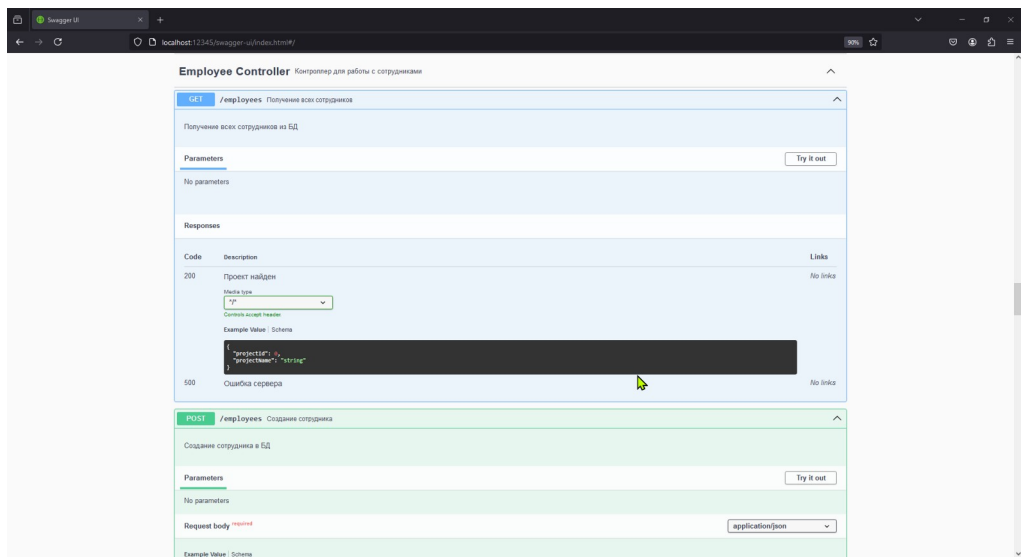 Swagger UI
localhost:12345/swagger-ui/index.html#/
90%
Employee Controller Контроллер для работы с сотрудниками
GET /employees Получение всех сотрудников
Получение всех сотрудников из БД
Parameters
Try it out
No parameters
Responses
Code Description Links
200 Проект найден No links
Media type
*/*
Controls Accept header.
Example Value | Schema
{
"projectId": 0,
"projectName": "string"
}
500 Ошибка сервера No links
POST /employees Создание сотрудника
Создание сотрудника в БД
Parameters
Try it out
No parameters
Request body required
application/json
Example Value | Schema